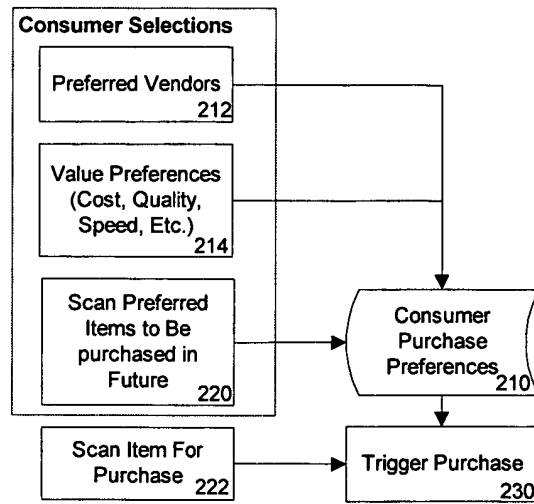 Consumer Selections
Preferred Vendors
212
Value Preferences
(Cost, Quality,
Speed, Etc.)
214
Scan Preferred
Items to Be
purchased in
Future
220
Consumer
Purchase
Preferences
210
Scan Item For
Purchase
222
Trigger Purchase
230